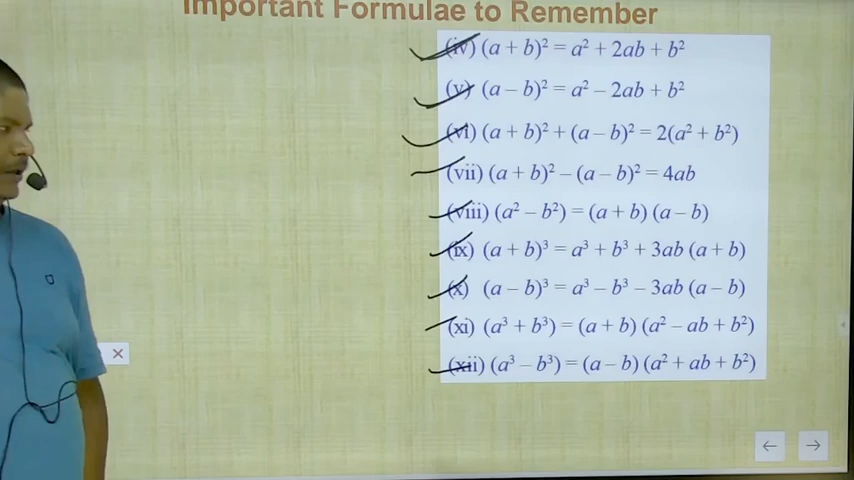 Important Formulae to Remember
(iv) (a + b)² = a² + 2ab + b²
(v) (a – b)² = a² – 2ab + b²
(vi) (a + b)² + (a – b)² = 2(a² + b²)
(vii) (a + b)² – (a – b)² = 4ab
(viii) (a² – b²) = (a + b) (a – b)
(ix) (a + b)³ = a³ + b³ + 3ab (a + b)
(x) (a – b)³ = a³ – b³ – 3ab (a – b)
(xi) (a³ + b³) = (a + b) (a² – ab + b²)
(xii) (a³ – b³) = (a – b) (a² + ab + b²)